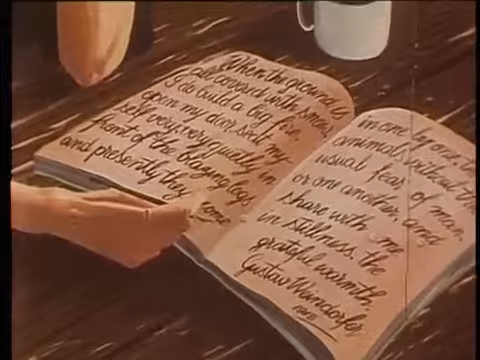 When the ground is
all covered with snow,
I do build a big fire,
open my door, seat my-
self very, very quietly in
front of the blazing logs
and presently they come
in one by one, the
animals without the
usual fear of man,
or one another, and
share with me
in stillness, the
grateful warmth.
Gustav Weindorfer